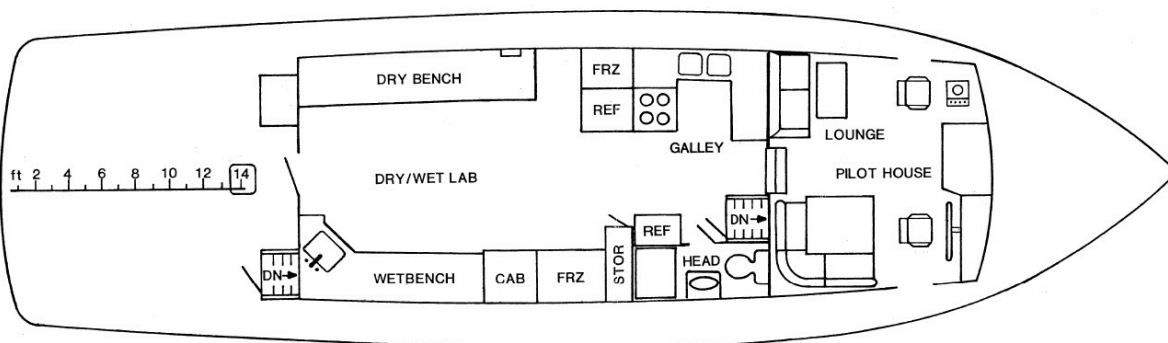 DRY BENCH
FRZ
REF
GALLEY
LOUNGE
PILOT HOUSE
ft 2 4 6 8 10 12 14
DRY/WET LAB
DN
REF
HEAD
STOR
DN
WETBENCH
CAB
FRZ